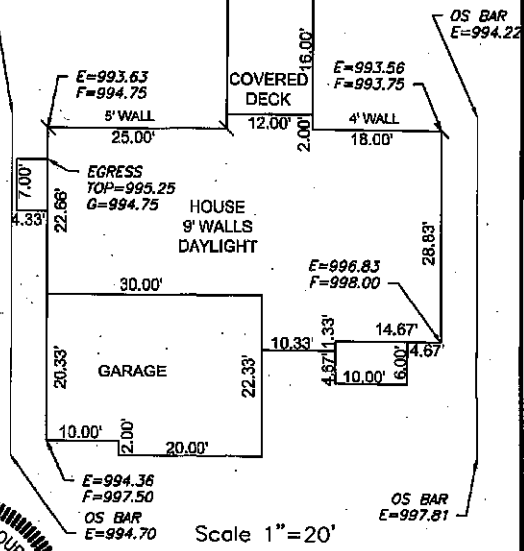 OS BAR
E=994.22
E=993.63
F=994.75
COVERED
DECK
16.00'
E=993.56
F=993.75
5' WALL
25.00'
12.00'
2.00'
4' WALL
18.00'
7.00'
4.33'
22.66'
EGRESS
TOP=995.25
G=994.75
HOUSE
9' WALLS
DAYLIGHT
28.83'
E=996.83
F=998.00
30.00'
10.33'
1.33'
14.67'
4.67'
4.67'
6.00'
10.00'
20.33'
GARAGE
22.33'
10.00'
2.00'
20.00'
E=994.36
F=997.50
OS BAR
E=994.70
Scale 1"=20'
OS BAR
E=997.81